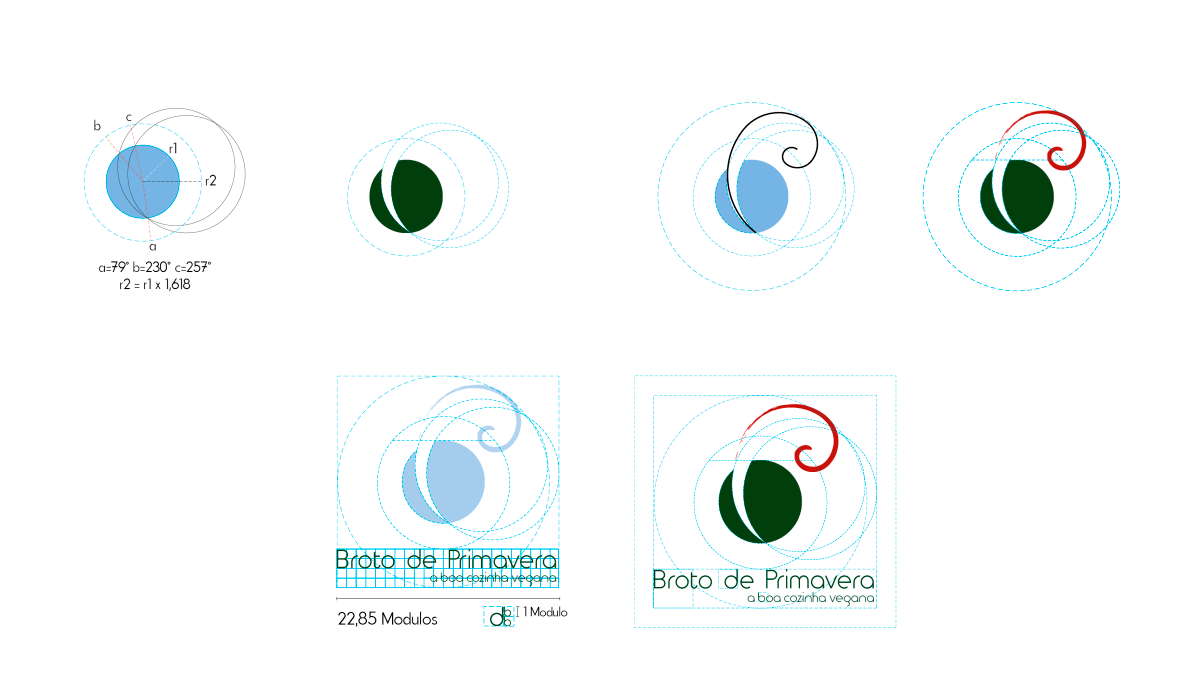 c
b
r1
r2
a
a=79° b=230° c=257°
r2 = r1 x 1,618
Broto de Primavera
a boa cozinha vegana
22,85 Modulos
d b b 1 Modulo
Broto de Primavera
a boa cozinha vegana